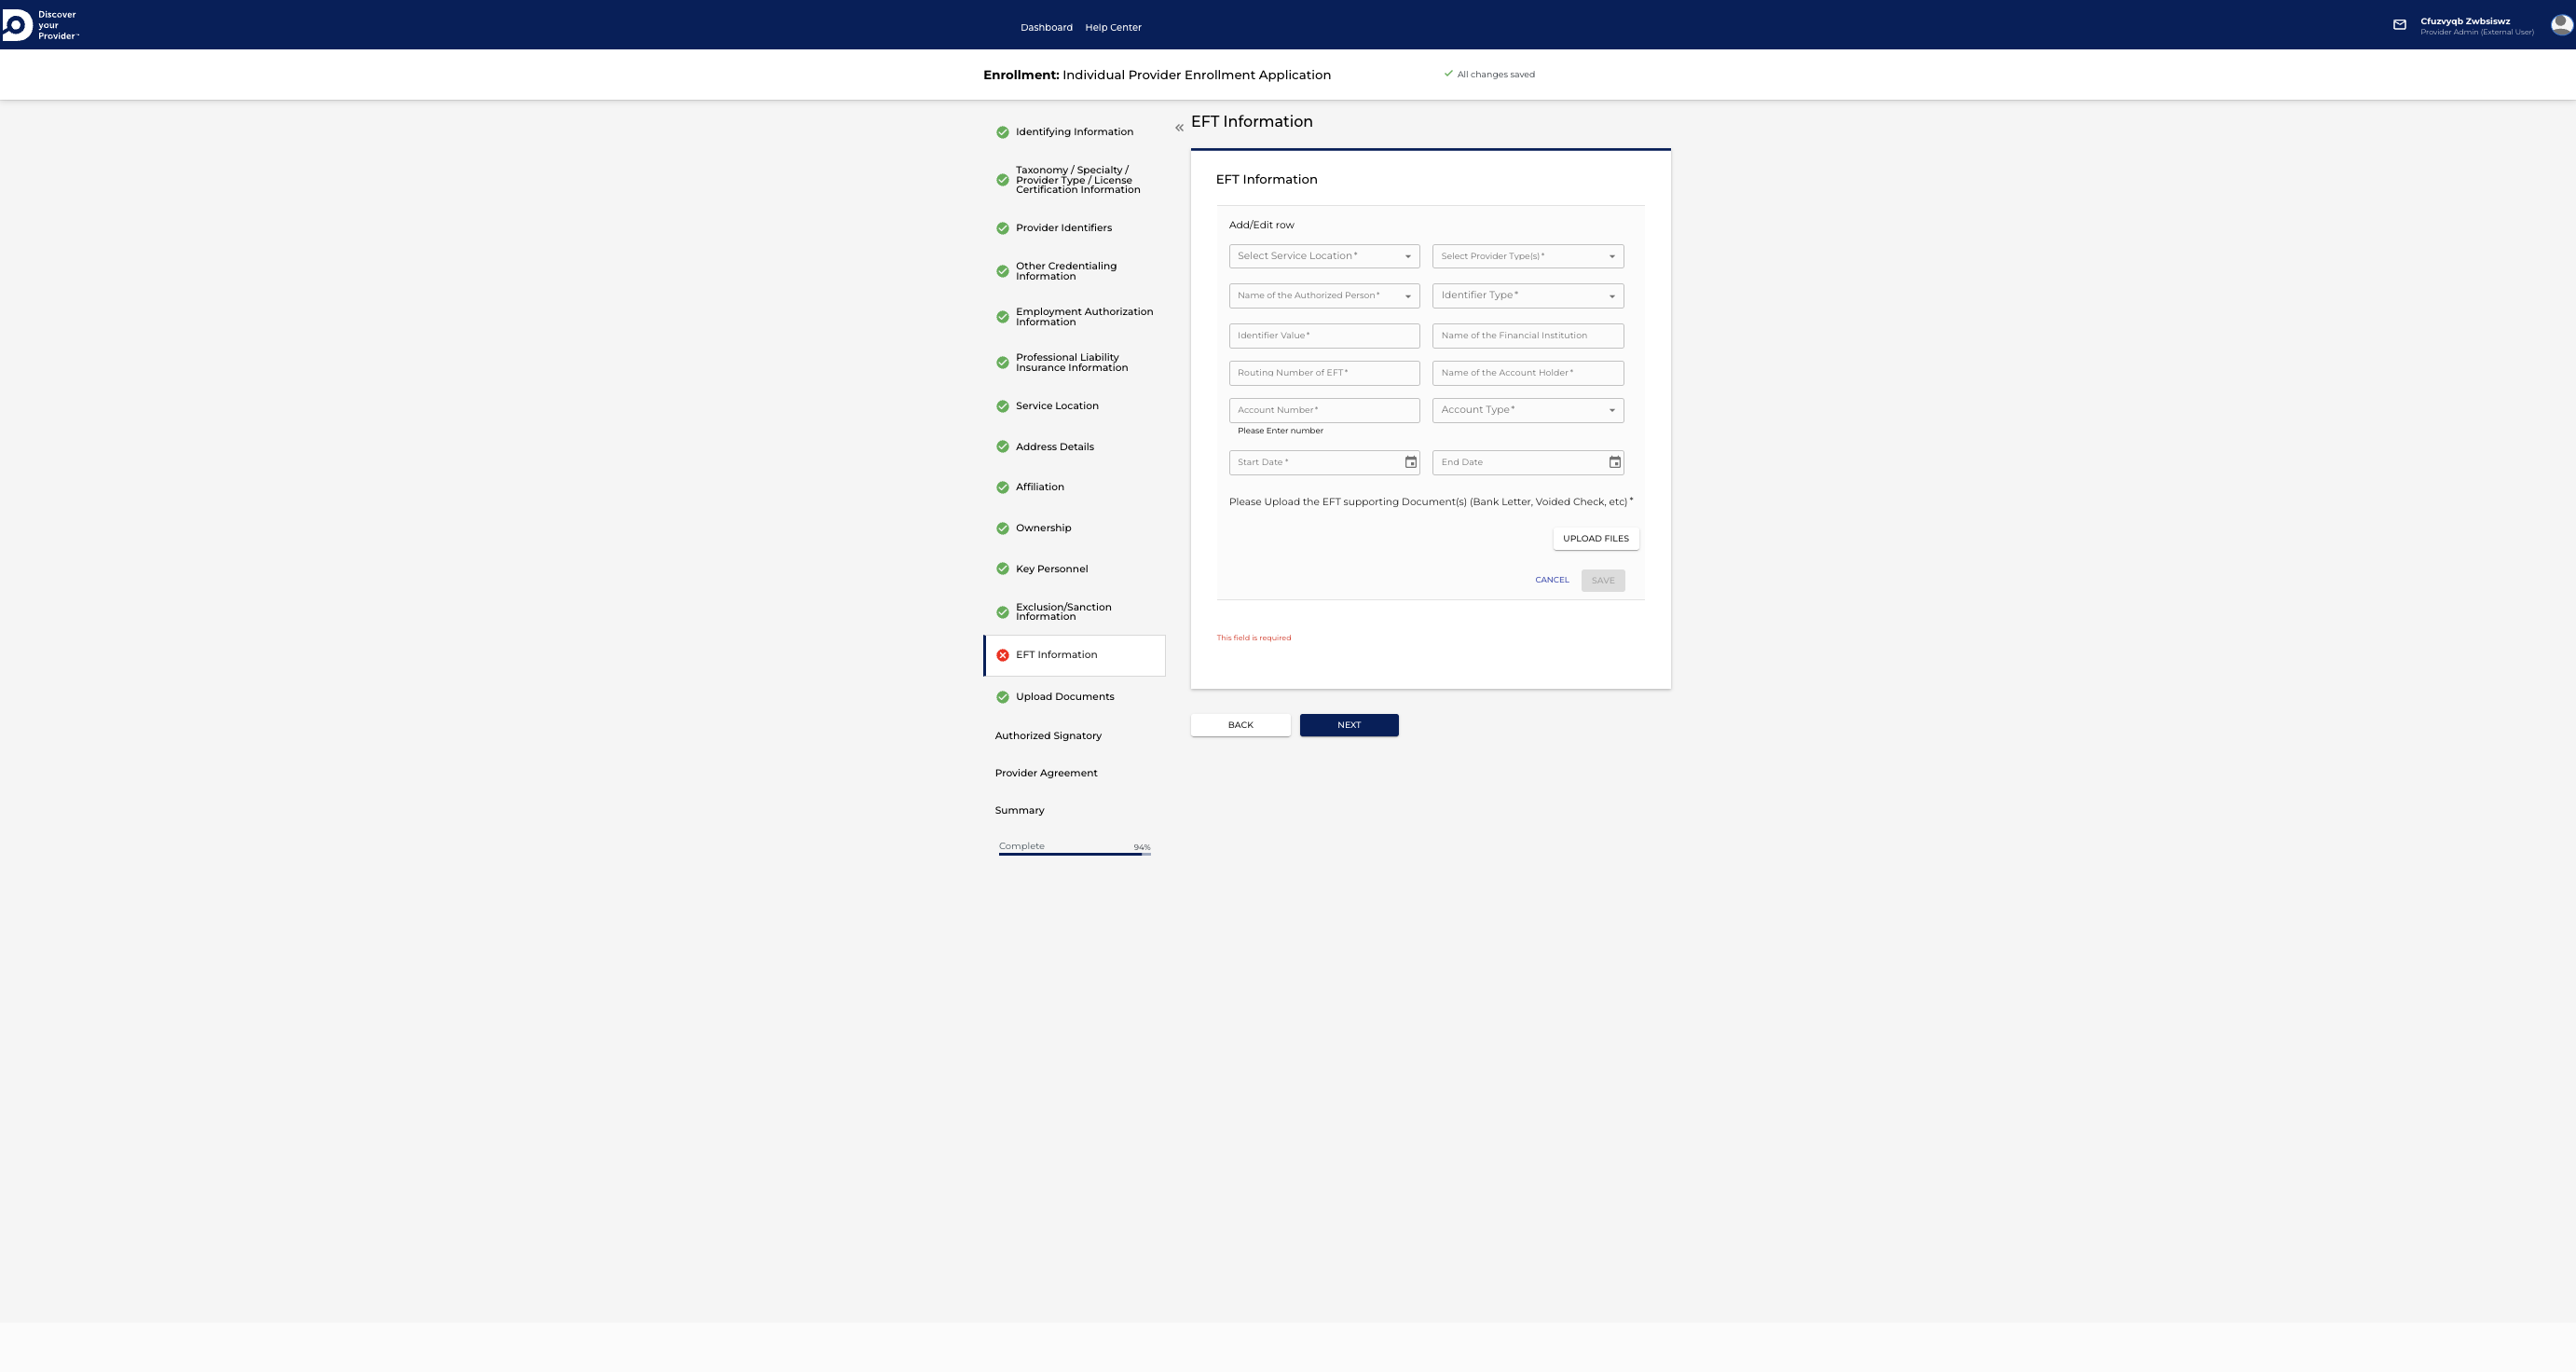 Discover
your
Provider™
Dashboard Help Center
Cfuzvyqb Zwbsiswz
Provider Admin (External User)
Enrollment: Individual Provider Enrollment Application
All changes saved
Identifying Information
Taxonomy / Specialty /
Provider Type / License
Certification Information
Provider Identifiers
Other Credentialing
Information
Employment Authorization
Information
Professional Liability
Insurance Information
Service Location
Address Details
Affiliation
Ownership
Key Personnel
Exclusion/Sanction
Information
EFT Information
Upload Documents
Authorized Signatory
Provider Agreement
Summary
Complete 94%
« EFT Information
EFT Information
Add/Edit row
Select Service Location * Select Provider Type(s) *
Name of the Authorized Person * Identifier Type *
Identifier Value * Name of the Financial Institution
Routing Number of EFT * Name of the Account Holder *
Account Number * Account Type *
Please Enter number
Start Date * End Date
Please Upload the EFT supporting Document(s) (Bank Letter, Voided Check, etc) *
UPLOAD FILES
CANCEL SAVE
This field is required
BACK NEXT